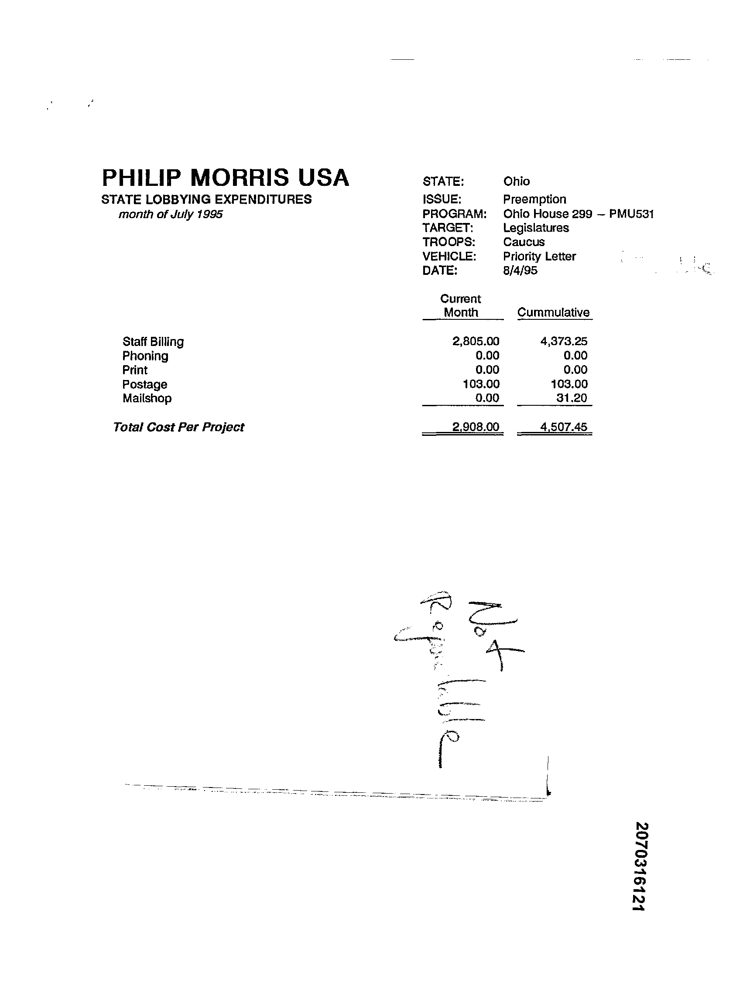 PHILIP MORRIS USA
STATE LOBBYING EXPENDITURES
month of July 1995
STATE: Ohio
ISSUE: Preemption
PROGRAM: Ohio House 299 – PMU531
TARGET: Legislatures
TROOPS: Caucus
VEHICLE: Priority Letter
DATE: 8/4/95
Current
Month Cummulative
Staff Billing 2,805.00 4,373.25
Phoning 0.00 0.00
Print 0.00 0.00
Postage 103.00 103.00
Mailshop 0.00 31.20
Total Cost Per Project 2,908.00 4,507.45
Not
2070316121